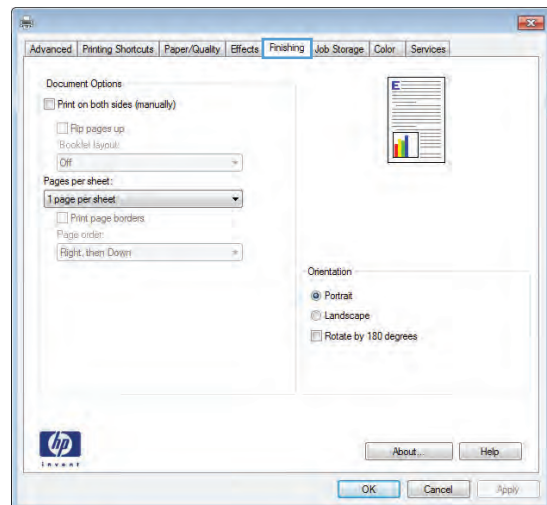 Advanced Printing Shortcuts Paper/Quality Effects Finishing Job Storage Color Services
Document Options
Print on both sides (manually)
Flip pages up
Booklet layout:
Off
Pages per sheet:
1 page per sheet
Print page borders
Page order:
Right, then Down
E
Orientation
Portrait
Landscape
Rotate by 180 degrees
hp
invent
About... Help
OK Cancel Apply